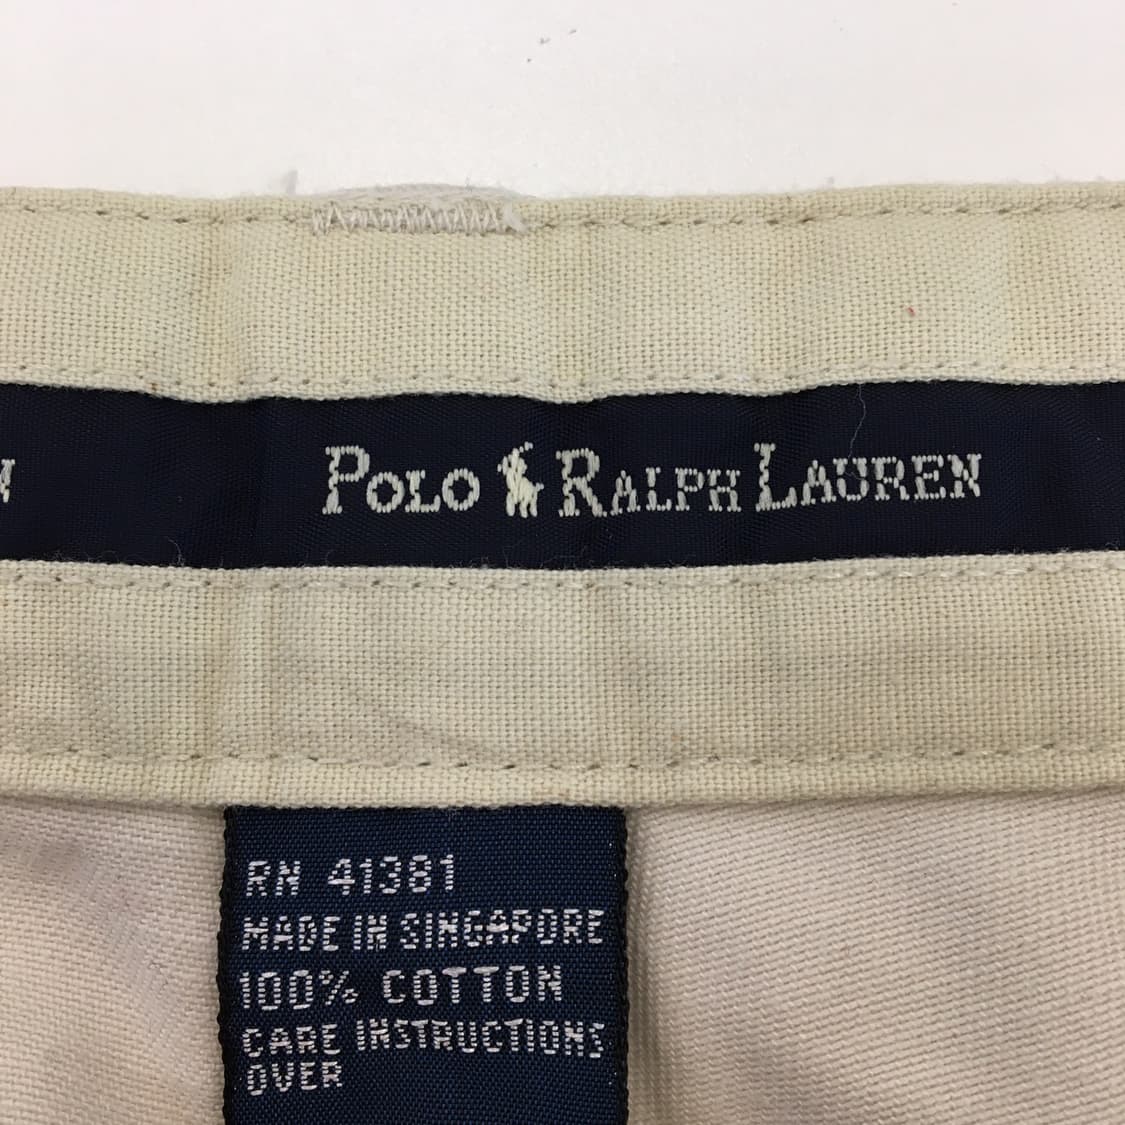 POLO RALPH LAUREN
RN 41381
MADE IN SINGAPORE
100% COTTON
CARE INSTRUCTIONS
OVER